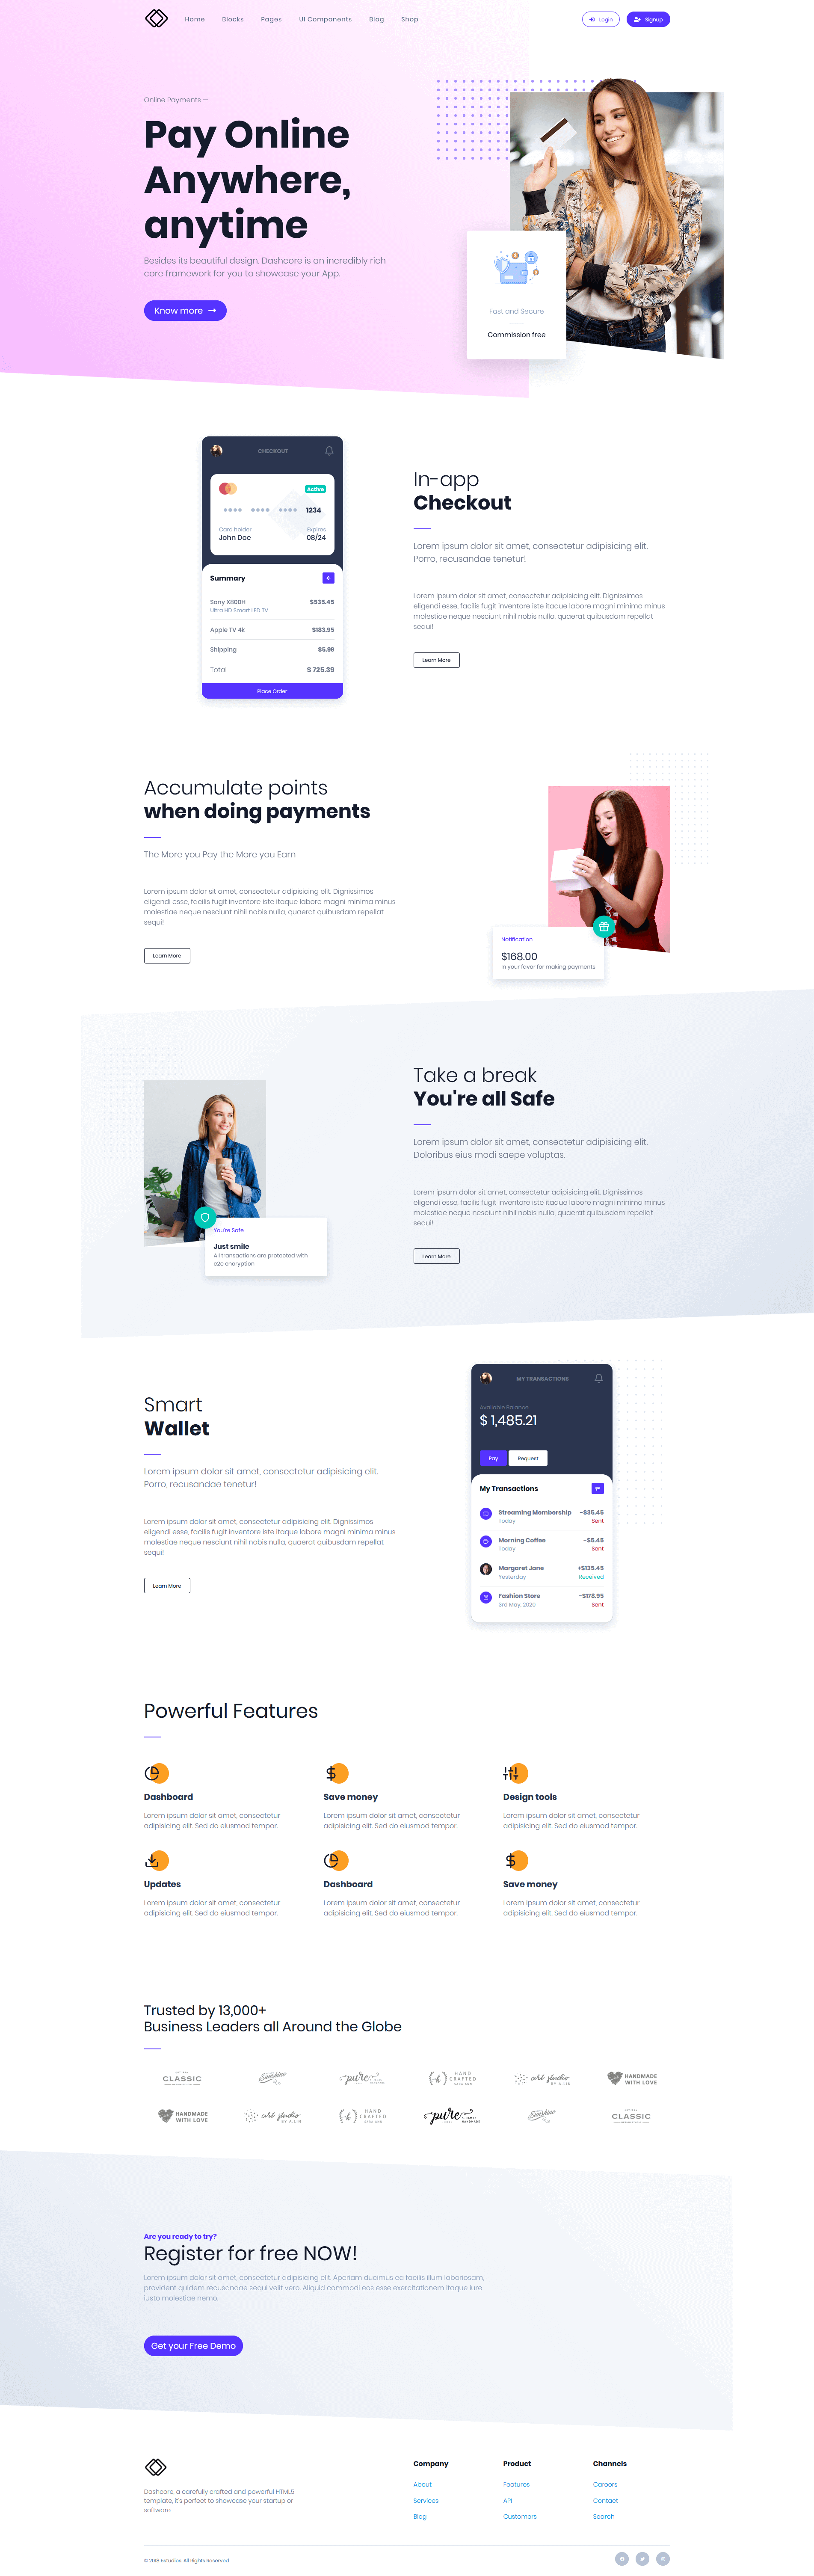 Home Blocks Pages UI Components Blog Shop Login Signup
Online Payments —
Pay Online
Anywhere,
anytime
Besides its beautiful design. Dashcore is an incredibly rich
core framework for you to showcase your App.
Know more
Fast and Secure
Commission free
CHECKOUT
Active
1234
Card holder Expires
John Doe 08/24
Summary
Sony X800H $535.45
Ultra HD Smart LED TV
Apple TV 4k $183.95
Shipping $5.99
Total $ 725.39
Place Order
In-app
Checkout
Lorem ipsum dolor sit amet, consectetur adipisicing elit.
Porro, recusandae tenetur!
Lorem ipsum dolor sit amet, consectetur adipisicing elit. Dignissimos
eligendi esse, facilis fugit inventore iste itaque labore magni minima minus
molestiae neque nesciunt nihil nobis nulla, quaerat quibusdam repellat
sequi!
Learn More
Accumulate points
when doing payments
The More you Pay the More you Earn
Lorem ipsum dolor sit amet, consectetur adipisicing elit. Dignissimos
eligendi esse, facilis fugit inventore iste itaque labore magni minima minus
molestiae neque nesciunt nihil nobis nulla, quaerat quibusdam repellat
sequi!
Learn More
Notification
$168.00
In your favor for making payments
Take a break
You're all Safe
Lorem ipsum dolor sit amet, consectetur adipisicing elit.
Doloribus eius modi saepe voluptas.
Lorem ipsum dolor sit amet, consectetur adipisicing elit. Dignissimos
eligendi esse, facilis fugit inventore iste itaque labore magni minima minus
molestiae neque nesciunt nihil nobis nulla, quaerat quibusdam repellat
sequi!
Learn More
You're Safe
Just smile
All transactions are protected with
e2e encryption
Smart
Wallet
Lorem ipsum dolor sit amet, consectetur adipisicing elit.
Porro, recusandae tenetur!
Lorem ipsum dolor sit amet, consectetur adipisicing elit. Dignissimos
eligendi esse, facilis fugit inventore iste itaque labore magni minima minus
molestiae neque nesciunt nihil nobis nulla, quaerat quibusdam repellat
sequi!
Learn More
MY TRANSACTIONS
Available Balance
$ 1,485.21
Pay Request
My Transactions
Streaming Membership -$35.45
Today Sent
Morning Coffee -$5.45
Today Sent
Margaret Jane +$135.45
Yesterday Received
Fashion Store -$178.95
3rd May, 2020 Sent
Powerful Features
Dashboard Save money Design tools
Lorem ipsum dolor sit amet, consectetur Lorem ipsum dolor sit amet, consectetur Lorem ipsum dolor sit amet, consectetur
adipisicing elit. Sed do eiusmod tempor. adipisicing elit. Sed do eiusmod tempor. adipisicing elit. Sed do eiusmod tempor.
Updates Dashboard Save money
Lorem ipsum dolor sit amet, consectetur Lorem ipsum dolor sit amet, consectetur Lorem ipsum dolor sit amet, consectetur
adipisicing elit. Sed do eiusmod tempor. adipisicing elit. Sed do eiusmod tempor. adipisicing elit. Sed do eiusmod tempor.
Trusted by 13,000+
Business Leaders all Around the Globe
CLASSIC Sunshine pure HAND CRAFTED art studio BY A.LIM HANDMADE WITH LOVE
HANDMADE WITH LOVE art studio BY A.LIM HAND CRAFTED pure Sunshine CLASSIC
Are you ready to try?
Register for free NOW!
Lorem ipsum dolor sit amet, consectetur adipisicing elit. Aperiam ducimus ea facilis illum laboriosam,
provident quidem recusandae sequi velit vero. Aliquid commodi eos esse exercitationem itaque iure
iusto molestiae nemo.
Get your Free Demo
Dashcore, a carefully crafted and powerful HTML5
template, it's perfect to showcase your startup or
software
Company Product Channels
About Features Careers
Services API Contact
Blog Customers Search
© 2018 5studios. All Rights Reserved